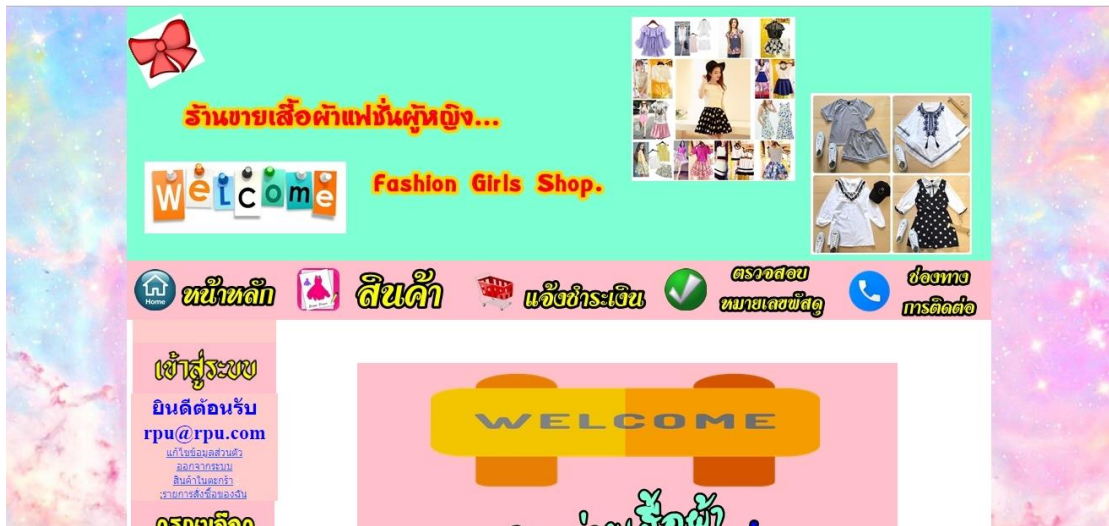 ร้านขายเสื้อผ้าแฟชั่นผู้หญิง...
welcome
Fashion Girls Shop.
Home
หน้าหลัก
สินค้า
แจ้งชำระเงิน
ตรวจสอบ
หมายเลขพัสดุ
ช่องทาง
การติดต่อ
เข้าสู่ระบบ
ยินดีต้อนรับ
rpu@rpu.com
แก้ไขข้อมูลส่วนตัว
ออกจากระบบ
สินค้าในตะกร้า
;รายการสั่งซื้อของฉัน
WELCOME